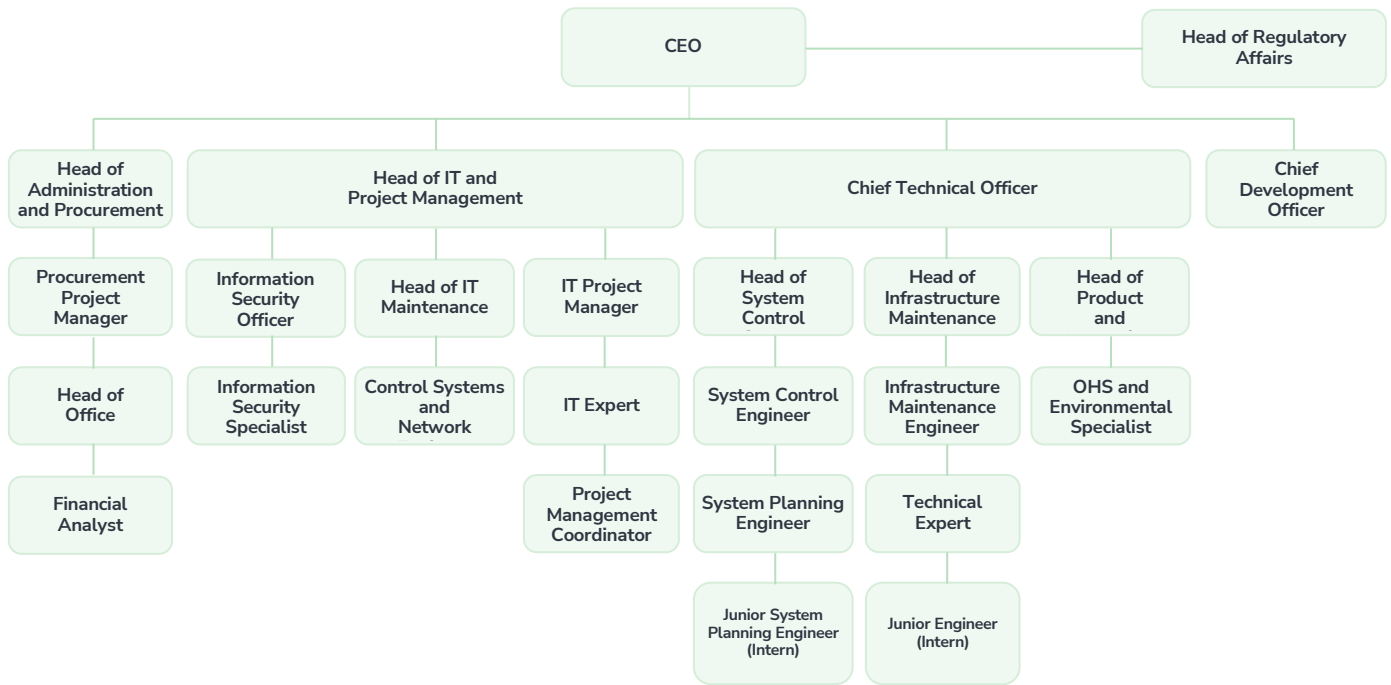 CEO
Head of Regulatory
Affairs
Head of
Administration
and Procurement
Head of IT and
Project Management
Chief Technical Officer
Chief
Development
Officer
Procurement
Project
Manager
Information
Security
Officer
Head of IT
Maintenance
IT Project
Manager
Head of
System
Control
Head of
Infrastructure
Maintenance
Head of
Product
and
Head of
Office
Information
Security
Specialist
Control Systems
and
Network
IT Expert
System Control
Engineer
Infrastructure
Maintenance
Engineer
OHS and
Environmental
Specialist
Financial
Analyst
Project
Management
Coordinator
System Planning
Engineer
Technical
Expert
Junior System
Planning Engineer
(Intern)
Junior Engineer
(Intern)